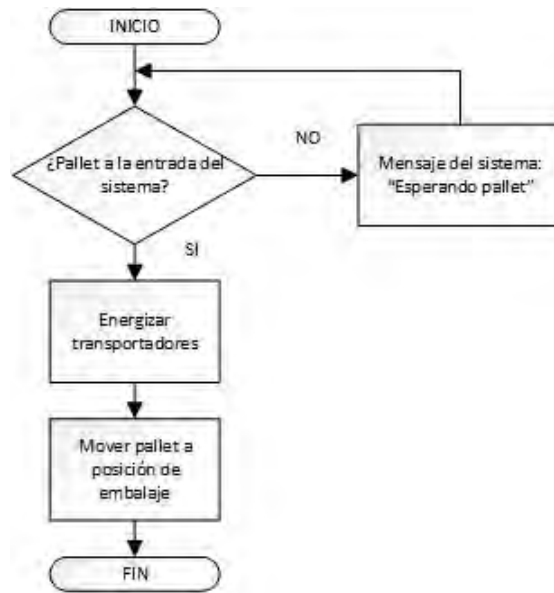 INICIO
¿Pallet a la entrada del
sistema?
NO
Mensaje del sistema:
"Esperando pallet"
SI
Energizar
transportadores
Mover pallet a
posición de
embalaje
FIN